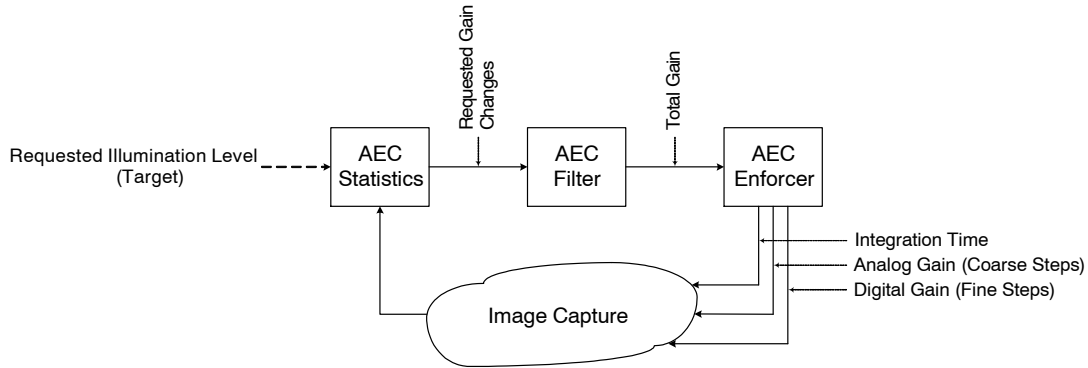 Requested Gain
Changes
Total Gain
Requested Illumination Level
(Target)
AEC
Statistics
AEC
Filter
AEC
Enforcer
Integration Time
Analog Gain (Coarse Steps)
Digital Gain (Fine Steps)
Image Capture